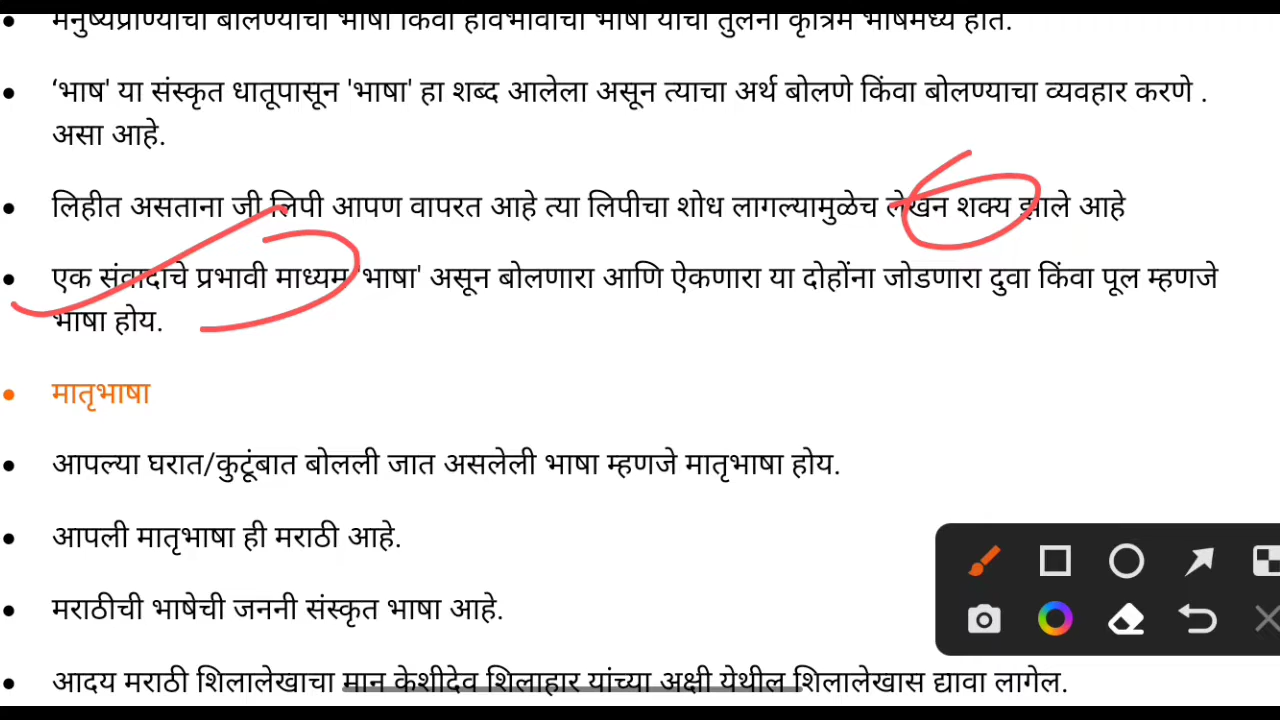 मनुष्यप्राण्यांची बोलण्याची भाषा किंवा हावभावाची भाषा यांची तुलना कृत्रिम भाषेमध्ये होते.
• ‘भाष' या संस्कृत धातूपासून 'भाषा' हा शब्द आलेला असून त्याचा अर्थ बोलणे किंवा बोलण्याचा व्यवहार करणे .
असा आहे.
• लिहीत असताना जी लिपी आपण वापरत आहे त्या लिपीचा शोध लागल्यामुळेच लेखन शक्य झाले आहे
• एक संवादाचे प्रभावी माध्यम 'भाषा' असून बोलणारा आणि ऐकणारा या दोहोंना जोडणारा दुवा किंवा पूल म्हणजे
भाषा होय.
• मातृभाषा
• आपल्या घरात/कुटूंबात बोलली जात असलेली भाषा म्हणजे मातृभाषा होय.
• आपली मातृभाषा ही मराठी आहे.
• मराठीची भाषेची जननी संस्कृत भाषा आहे.
• आदय मराठी शिलालेखाचा मान केशीदेव शिलाहार यांच्या अक्षी येथील शिलालेखास द्यावा लागेल.